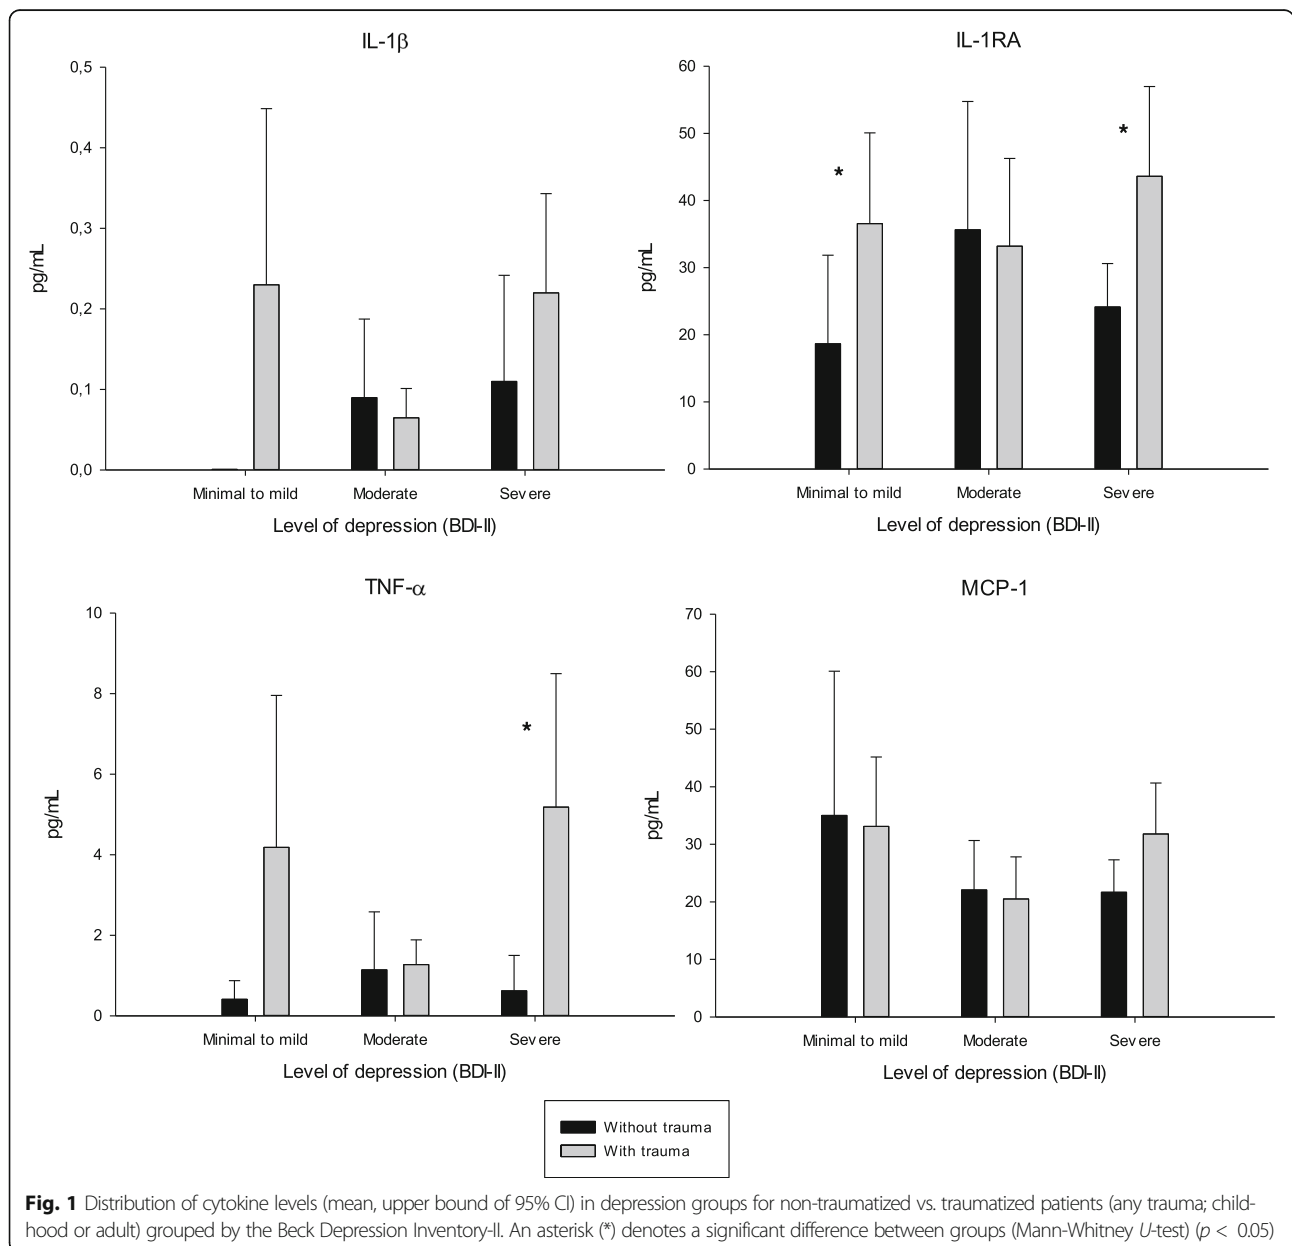 IL-1β
0,5
0,4
0,3
0,2
0,1
0,0
pg/mL
Minimal to mild
Moderate
Severe
Level of depression (BDI-II)
IL-1RA
60
50
40
30
20
10
0
pg/mL
*
*
Minimal to mild
Moderate
Severe
Level of depression (BDI-II)
TNF-α
10
8
6
4
2
0
pg/mL
*
Minimal to mild
Moderate
Severe
Level of depression (BDI-II)
MCP-1
70
60
50
40
30
20
10
0
pg/mL
Minimal to mild
Moderate
Severe
Level of depression (BDI-II)
Without trauma
With trauma
Fig. 1 Distribution of cytokine levels (mean, upper bound of 95% CI) in depression groups for non-traumatized vs. traumatized patients (any trauma; child-
hood or adult) grouped by the Beck Depression Inventory-II. An asterisk (*) denotes a significant difference between groups (Mann-Whitney U-test) (p < 0.05)